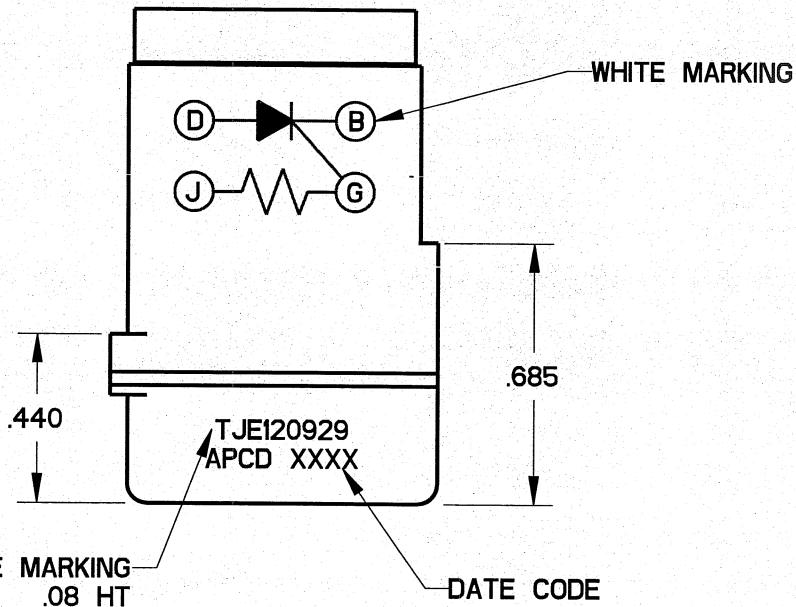 WHITE MARKING
D B
J G
.685
.440
TJE120929
APCD XXXX
MARKING
.08 HT
DATE CODE